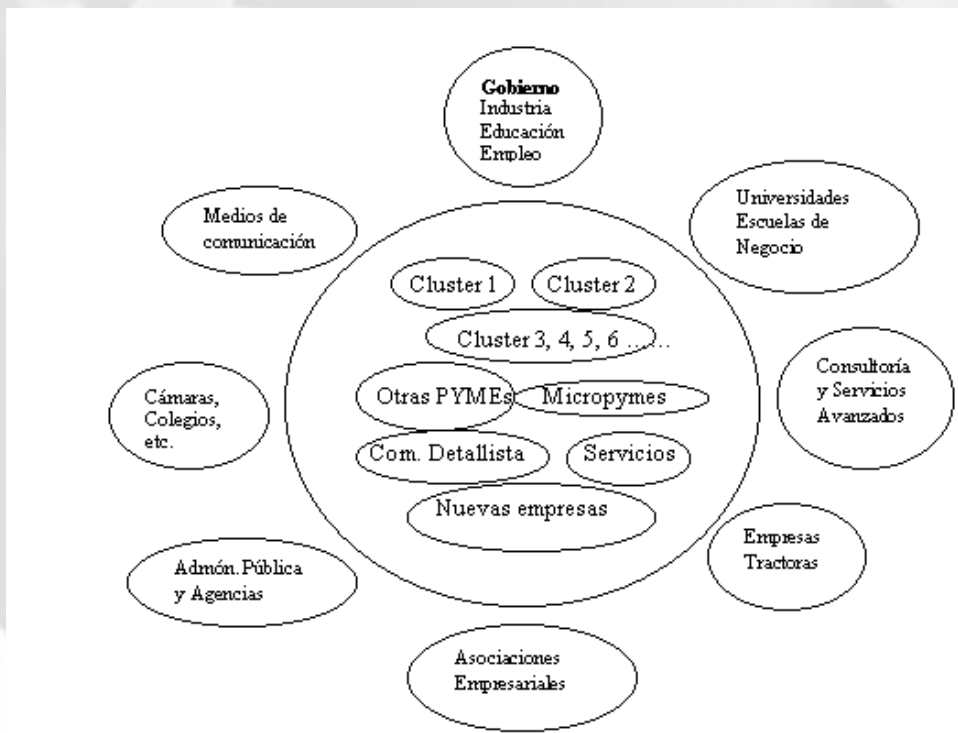 Gobierno
Industria
Educación
Empleo
Medios de
comunicación
Universidades
Escuelas de
Negocio
Cluster 1
Cluster 2
Cluster 3, 4, 5, 6 ......
Otras PYMEs
Micropymes
Com. Detallista
Servicios
Nuevas empresas
Cámaras,
Colegios,
etc.
Consultoría
y Servicios
Avanzados
Admón. Pública
y Agencias
Empresas
Tractoras
Asociaciones
Empresariales